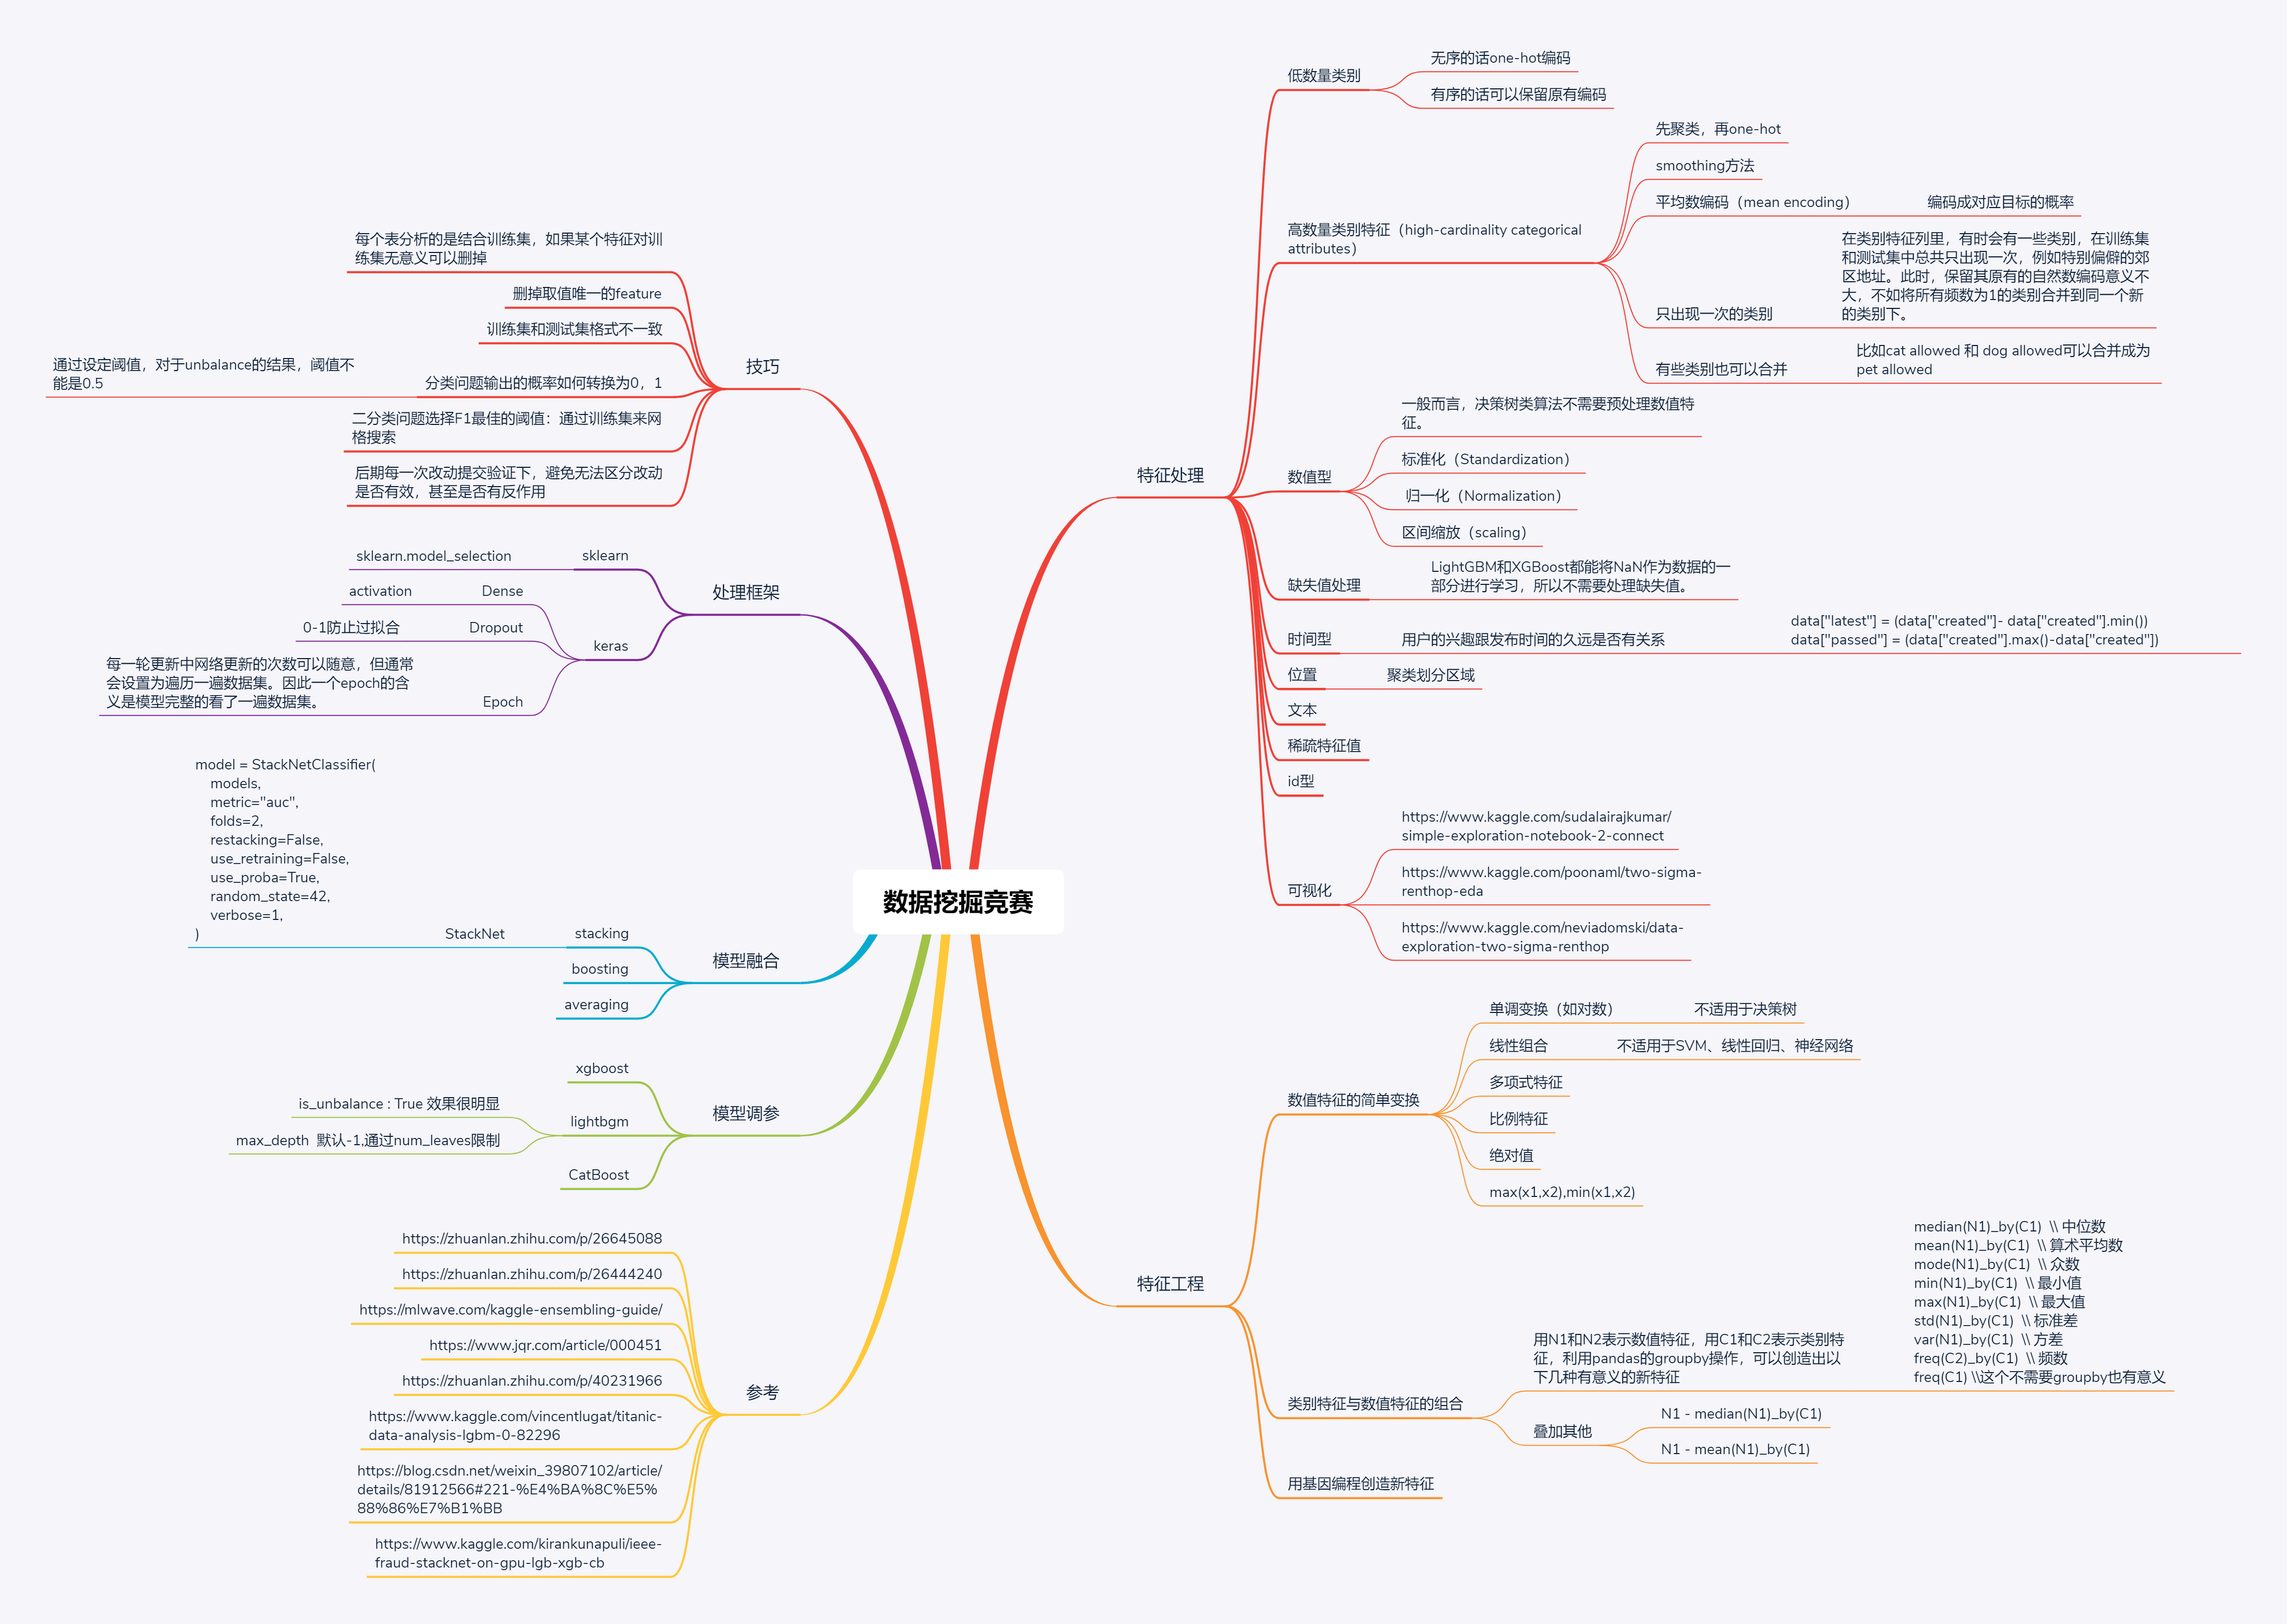 数据挖掘竞赛
特征处理
低数量类别
无序的话one-hot编码
有序的话可以保留原有编码
高数量类别特征（high-cardinality categorical
attributes）
先聚类，再one-hot
smoothing方法
平均数编码（mean encoding）
编码成对应目标的概率
只出现一次的类别
在类别特征列里，有时会有一些类别，在训练集
和测试集中总共只出现一次，例如特别偏僻的郊
区地址。此时，保留其原有的自然数编码意义不
大，不如将所有频数为1的类别合并到同一个新
的类别下。
有些类别也可以合并
比如cat allowed 和 dog allowed可以合并成为
pet allowed
数值型
一般而言，决策树类算法不需要预处理数值特
征。
标准化（Standardization）
归一化（Normalization）
区间缩放（scaling）
缺失值处理
LightGBM和XGBoost都能将NaN作为数据的一
部分进行学习，所以不需要处理缺失值。
时间型
用户的兴趣跟发布时间的久远是否有关系
data["latest"] = (data["created"]- data["created"].min())
data["passed"] = (data["created"].max()-data["created"])
位置
聚类划分区域
文本
稀疏特征值
id型
可视化
https://www.kaggle.com/sudalairajkumar/
simple-exploration-notebook-2-connect
https://www.kaggle.com/poonaml/two-sigma-
renthop-eda
https://www.kaggle.com/neviadomski/data-
exploration-two-sigma-renthop
特征工程
数值特征的简单变换
单调变换（如对数）
不适用于决策树
线性组合
不适用于SVM、线性回归、神经网络
多项式特征
比例特征
绝对值
max(x1,x2),min(x1,x2)
类别特征与数值特征的组合
用N1和N2表示数值特征，用C1和C2表示类别特
征，利用pandas的groupby操作，可以创造出以
下几种有意义的新特征
median(N1)_by(C1)  \\ 中位数
mean(N1)_by(C1)  \\ 算术平均数
mode(N1)_by(C1)  \\ 众数
min(N1)_by(C1)  \\ 最小值
max(N1)_by(C1)  \\ 最大值
std(N1)_by(C1)  \\ 标准差
var(N1)_by(C1)  \\ 方差
freq(C2)_by(C1)  \\ 频数
freq(C1) \\这个不需要groupby也有意义
叠加其他
N1 - median(N1)_by(C1)
N1 - mean(N1)_by(C1)
用基因编程创造新特征
技巧
每个表分析的是结合训练集，如果某个特征对训
练集无意义可以删掉
删掉取值唯一的feature
训练集和测试集格式不一致
分类问题输出的概率如何转换为0，1
通过设定阈值，对于unbalance的结果，阈值不
能是0.5
二分类问题选择F1最佳的阈值：通过训练集来网
格搜索
后期每一次改动提交验证下，避免无法区分改动
是否有效，甚至是否有反作用
处理框架
sklearn
sklearn.model_selection
keras
Dense
activation
Dropout
0-1防止过拟合
Epoch
每一轮更新中网络更新的次数可以随意，但通常
会设置为遍历一遍数据集。因此一个epoch的含
义是模型完整的看了一遍数据集。
模型融合
stacking
StackNet
model = StackNetClassifier(
    models,
    metric="auc",
    folds=2,
    restacking=False,
    use_retraining=False,
    use_proba=True,
    random_state=42,
    verbose=1,
)
boosting
averaging
模型调参
xgboost
lightbgm
is_unbalance : True 效果很明显
max_depth  默认-1,通过num_leaves限制
CatBoost
参考
https://zhuanlan.zhihu.com/p/26645088
https://zhuanlan.zhihu.com/p/26444240
https://mlwave.com/kaggle-ensembling-guide/
https://www.jqr.com/article/000451
https://zhuanlan.zhihu.com/p/40231966
https://www.kaggle.com/vincentlugat/titanic-
data-analysis-lgbm-0-82296
https://blog.csdn.net/weixin_39807102/article/
details/81912566#221-%E4%BA%8C%E5%
88%86%E7%B1%BB
https://www.kaggle.com/kirankunapuli/ieee-
fraud-stacknet-on-gpu-lgb-xgb-cb